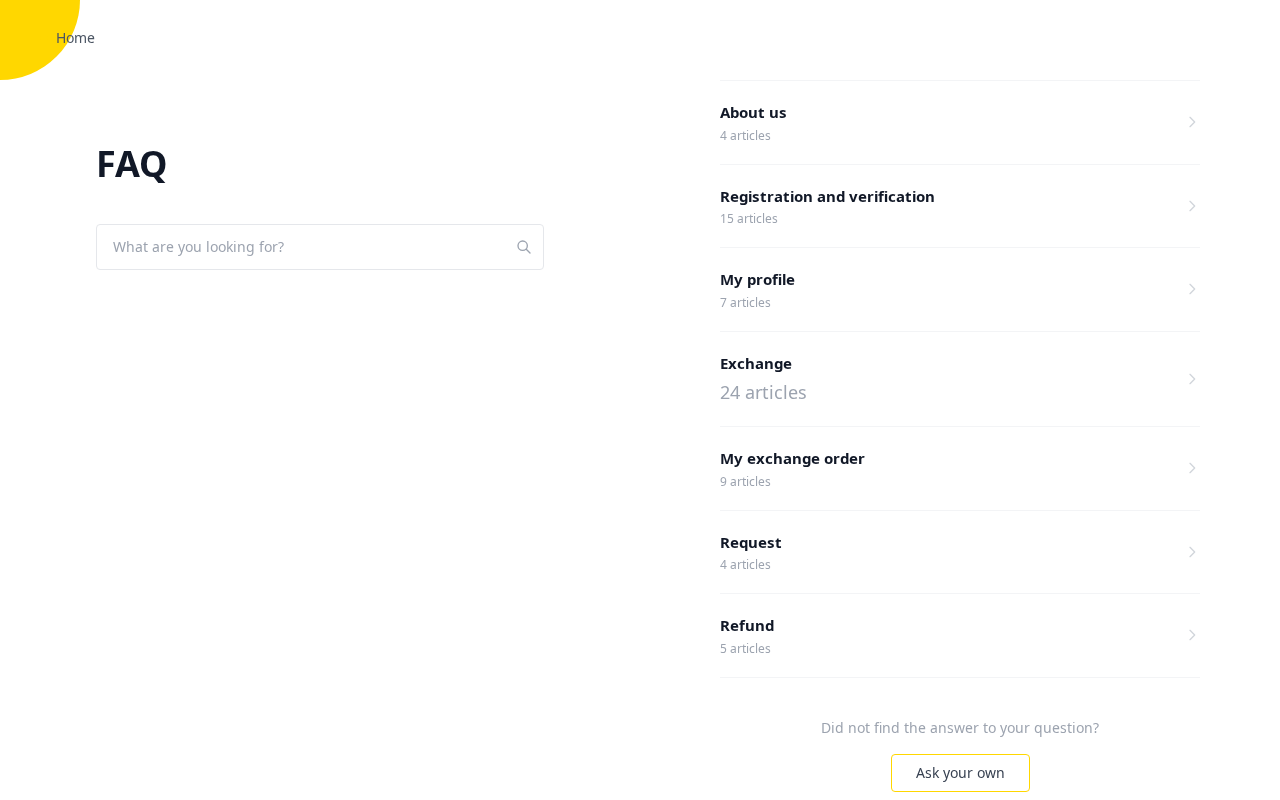 Home
FAQ
What are you looking for?
About us
4 articles
Registration and verification
15 articles
My profile
7 articles
Exchange
24 articles
My exchange order
9 articles
Request
4 articles
Refund
5 articles
Did not find the answer to your question?
Ask your own